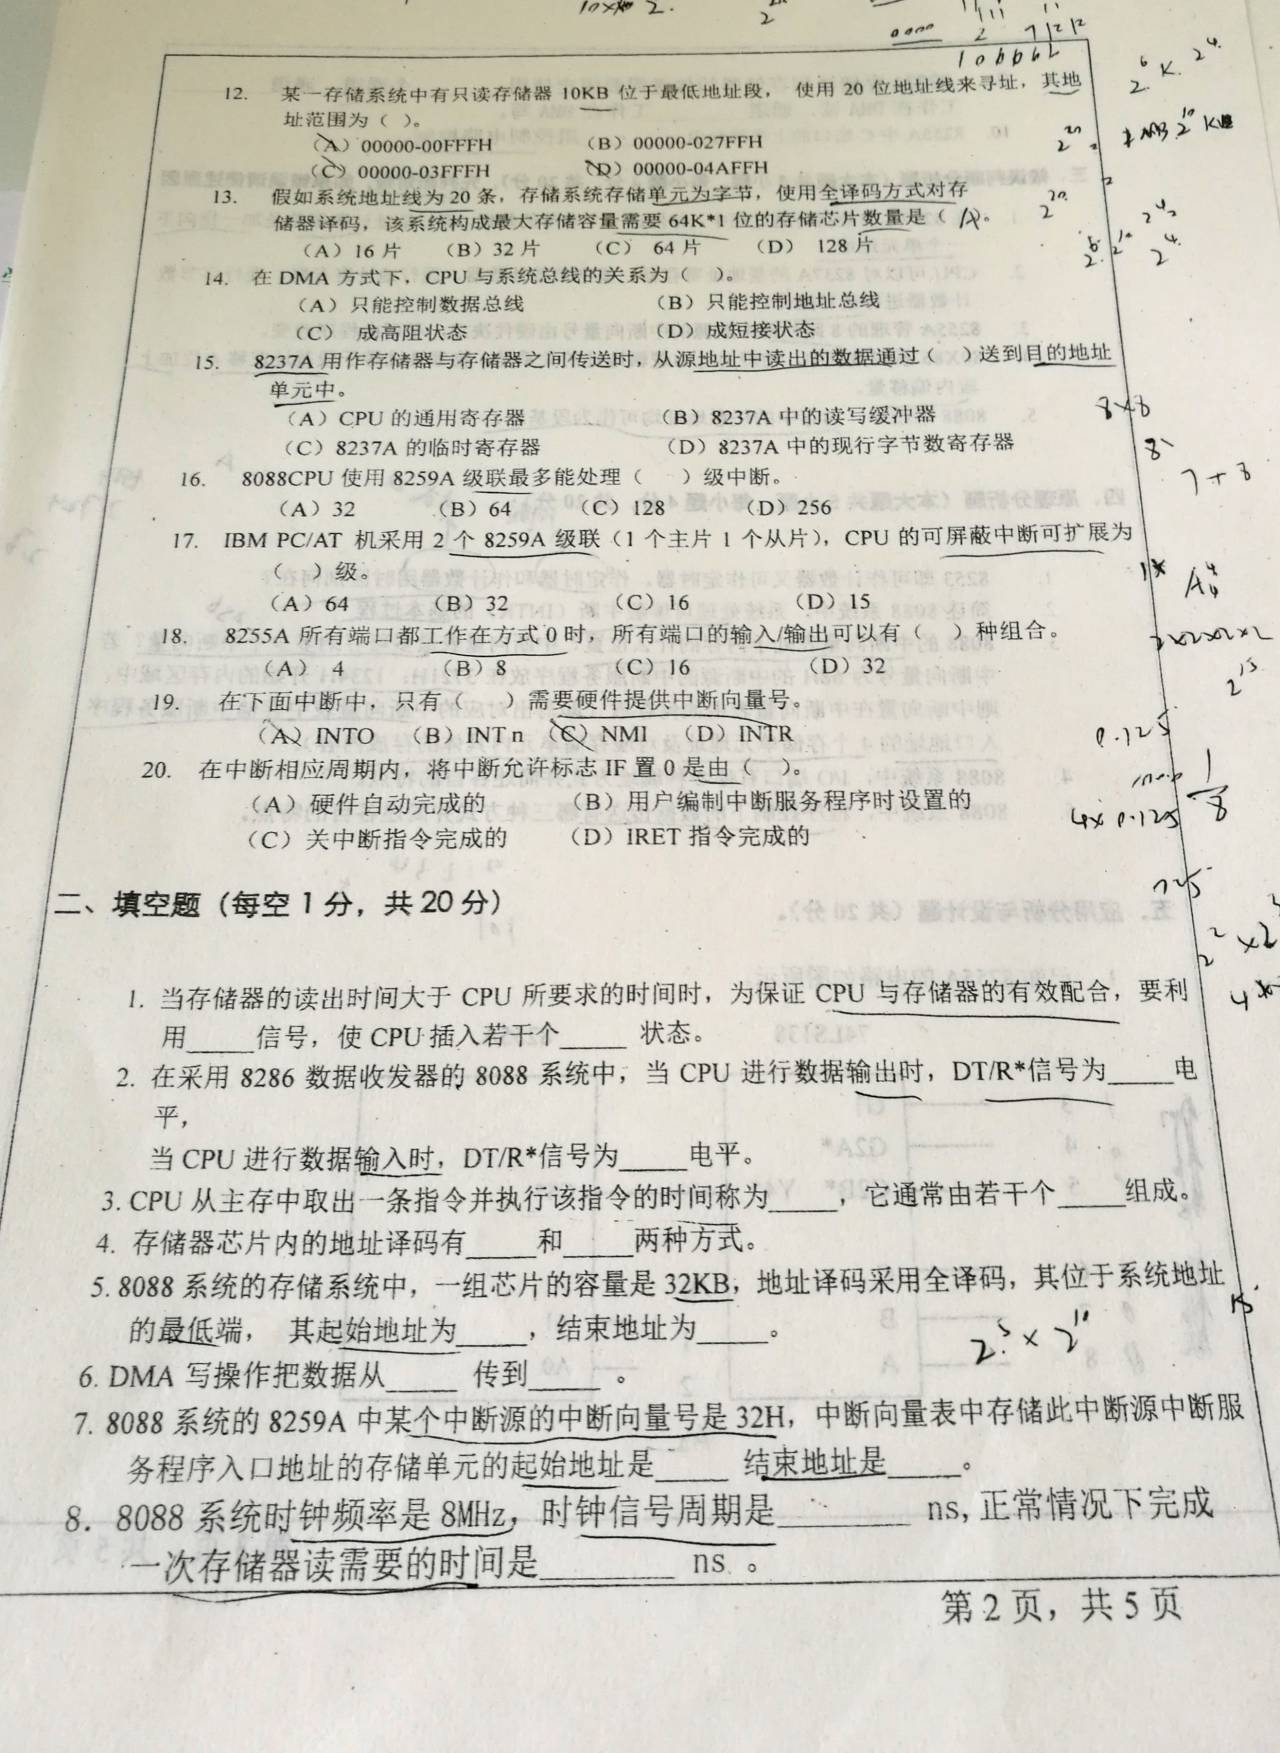 12. 某一存储系统中有只读存储器 10KB 位于最低地址段， 使用 20 位地址线来寻址，其地
址范围为（ ）。
（A）00000-00FFFH （B）00000-027FFH
（C）00000-03FFFH （D）00000-04AFFH
13. 假如系统地址线为 20 条，存储系统存储单元为字节，使用全译码方式对存
储器译码，该系统构成最大存储容量需要 64K*1 位的存储芯片数量是（ ）。
（A）16 片 （B）32 片 （C） 64 片 （D） 128 片
14. 在 DMA 方式下，CPU 与系统总线的关系为（ ）。
（A）只能控制数据总线 （B）只能控制地址总线
（C） 成高阻状态 （D）成短接状态
15. 8237A 用作存储器与存储器之间传送时，从源地址中读出的数据通过（ ）送到目的地址
单元中。
（A）CPU 的通用寄存器 （B）8237A 中的读写缓冲器
（C）8237A 的临时寄存器 （D）8237A 中的现行字节数寄存器
16. 8088CPU 使用 8259A 级联最多能处理（ ）级中断。
（A）32 （B）64 （C）128 （D）256
17. IBM PC/AT 机采用 2 个 8259A 级联（1 个主片 1 个从片），CPU 的可屏蔽中断可扩展为
（ ）级。
（A）64 （B）32 （C）16 （D）15
18. 8255A 所有端口都工作在方式 0 时，所有端口的输入/输出可以有（ ）种组合。
（A） 4 （B）8 （C）16 （D）32
19. 在下面中断中，只有（ ）需要硬件提供中断向量号。
（A）INTO （B）INT n （C）NMI （D）INTR
20. 在中断相应周期内，将中断允许标志 IF 置 0 是由（ ）。
（A）硬件自动完成的 （B）用户编制中断服务程序时设置的
（C）关中断指令完成的 （D）IRET 指令完成的
二、填空题（每空 1 分，共 20 分）
1. 当存储器的读出时间大于 CPU 所要求的时间时，为保证 CPU 与存储器的有效配合，要利
用____信号，使 CPU 插入若干个____ 状态。
2. 在采用 8286 数据收发器的 8088 系统中，当 CPU 进行数据输出时，DT/R*信号为____电
平，
当 CPU 进行数据输入时，DT/R*信号为____电平。
3. CPU 从主存中取出一条指令并执行该指令的时间称为____，它通常由若干个____组成。
4. 存储器芯片内的地址译码有____和____两种方式。
5. 8088 系统的存储系统中，一组芯片的容量是 32KB，地址译码采用全译码，其位于系统地址
的最低端， 其起始地址为____，结束地址为____。
6. DMA 写操作把数据从____ 传到____ 。
7. 8088 系统的 8259A 中某个中断源的中断向量号是 32H，中断向量表中存储此中断源中断服
务程序入口地址的存储单元的起始地址是____ 结束地址是____。
8. 8088 系统时钟频率是 8MHz，时钟信号周期是________ ns, 正常情况下完成
一次存储器读需要的时间是________ ns 。
第 2 页，共 5 页
8×8
7+8
0.125
4×0.125
2^5×2^10